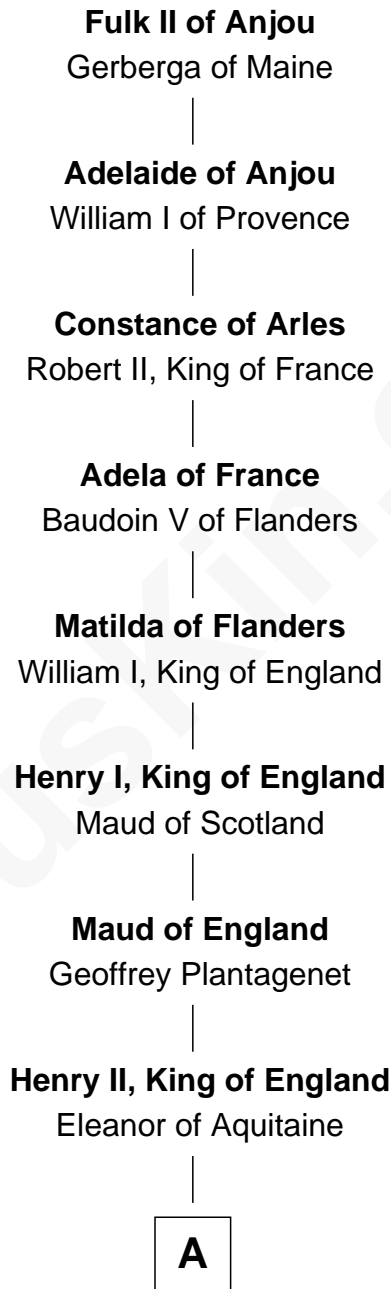 Fulk II of Anjou
Gerberga of Maine
Adelaide of Anjou
William I of Provence
Constance of Arles
Robert II, King of France
Adela of France
Baudoin V of Flanders
Matilda of Flanders
William I, King of England
Henry I, King of England
Maud of Scotland
Maud of England
Geoffrey Plantagenet
Henry II, King of England
Eleanor of Aquitaine
A